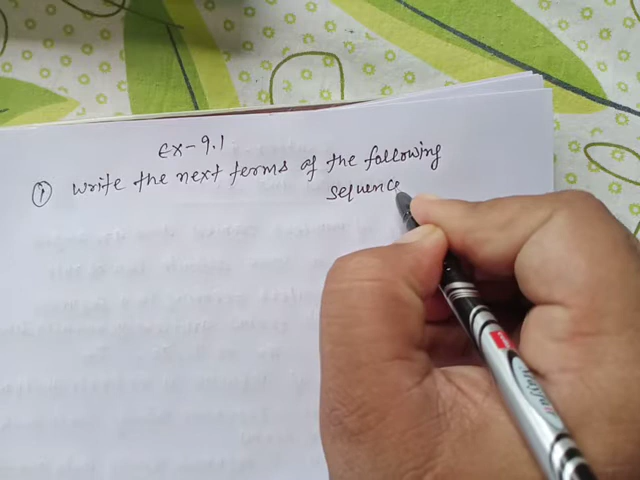 Ex-9.1
① Write the next terms of the following
sequence